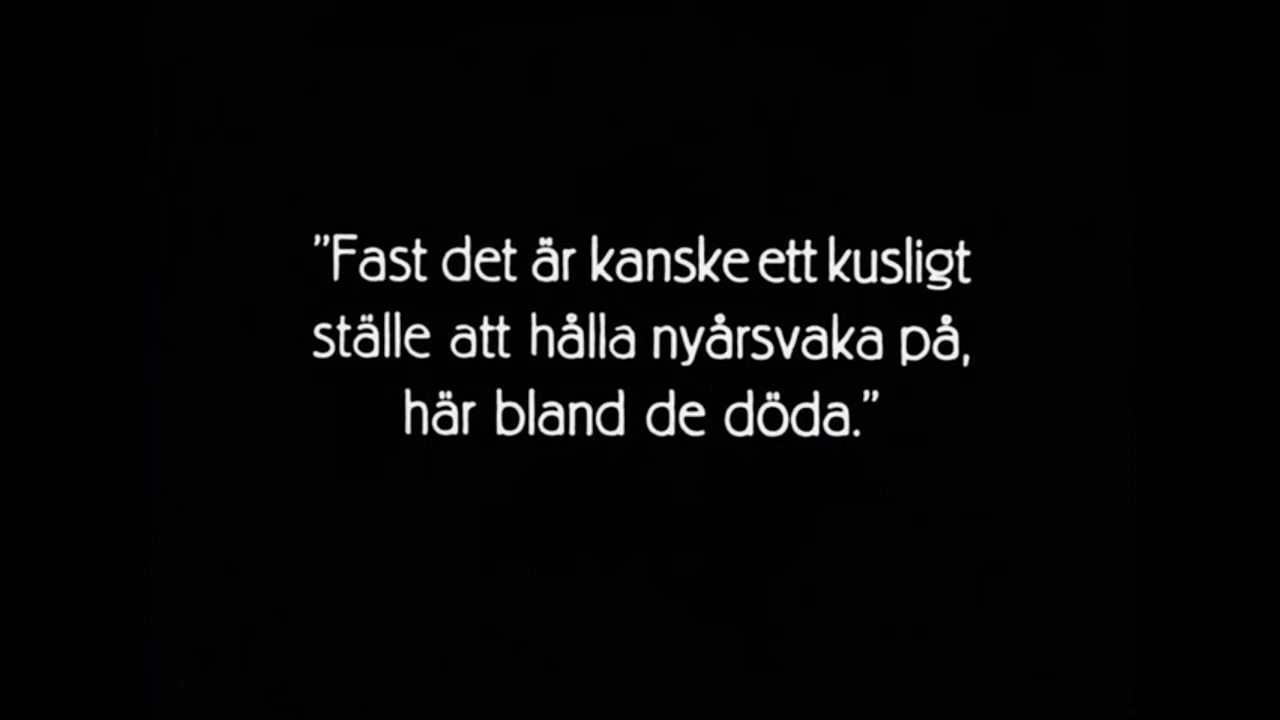 ”Fast det är kanske ett kusligt
ställe att hålla nyårsvaka på,
här bland de döda.”